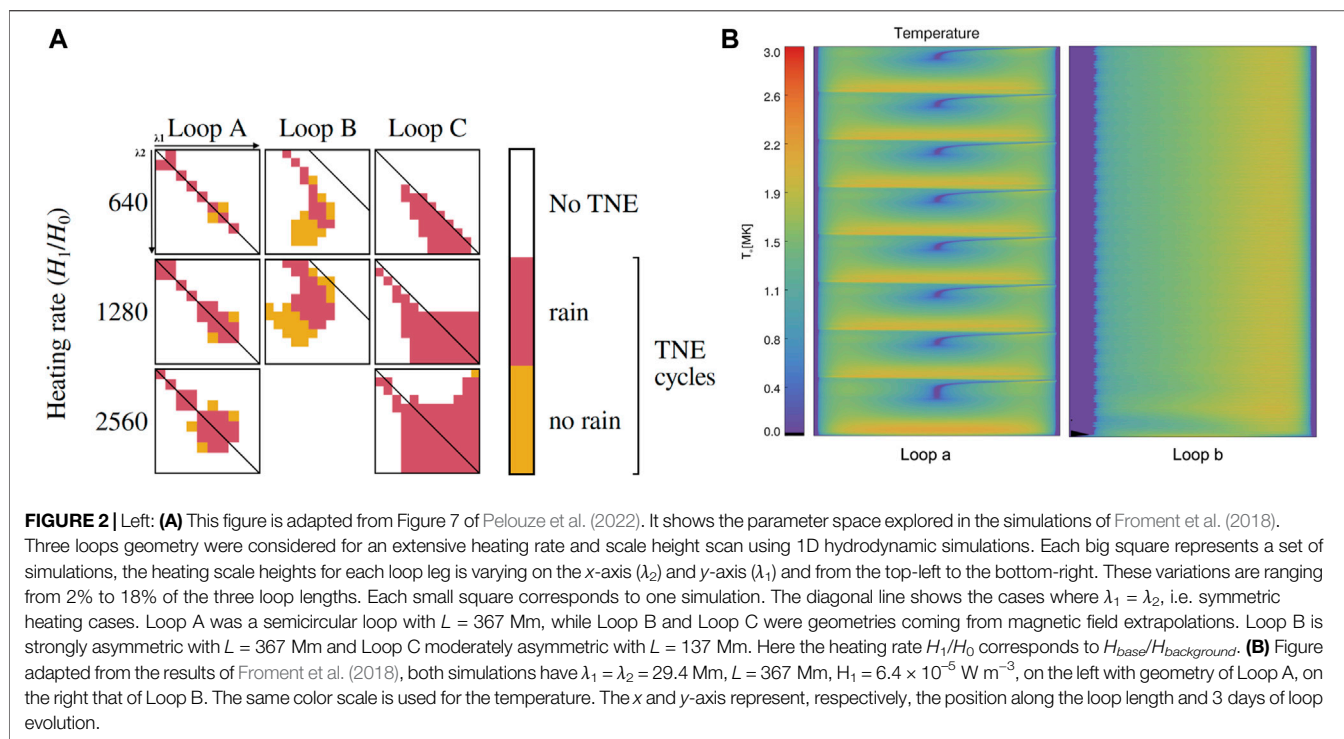 A
Loop A Loop B Loop C
λ1
λ2
Heating rate (H₁/H₀)
640
1280
2560
No TNE
rain
no rain
TNE
cycles
B
Temperature
3.0
2.6
2.2
1.9
1.5
1.1
0.8
0.4
0.0
Loop a
Loop b
FIGURE 2 | Left: (A) This figure is adapted from Figure 7 of Pelouze et al. (2022). It shows the parameter space explored in the simulations of Froment et al. (2018).
Three loops geometry were considered for an extensive heating rate and scale height scan using 1D hydrodynamic simulations. Each big square represents a set of
simulations, the heating scale heights for each loop leg is varying on the x-axis (λ₂) and y-axis (λ₁) and from the top-left to the bottom-right. These variations are ranging
from 2% to 18% of the three loop lengths. Each small square corresponds to one simulation. The diagonal line shows the cases where λ₁ = λ₂, i.e. symmetric
heating cases. Loop A was a semicircular loop with L = 367 Mm, while Loop B and Loop C were geometries coming from magnetic field extrapolations. Loop B is
strongly asymmetric with L = 367 Mm and Loop C moderately asymmetric with L = 137 Mm. Here the heating rate H₁/H₀ corresponds to H_base/H_background. (B) Figure
adapted from the results of Froment et al. (2018), both simulations have λ₁ = λ₂ = 29.4 Mm, L = 367 Mm, H₁ = 6.4 × 10⁻⁵ W m⁻³, on the left with geometry of Loop A, on
the right that of Loop B. The same color scale is used for the temperature. The x and y-axis represent, respectively, the position along the loop length and 3 days of loop
evolution.